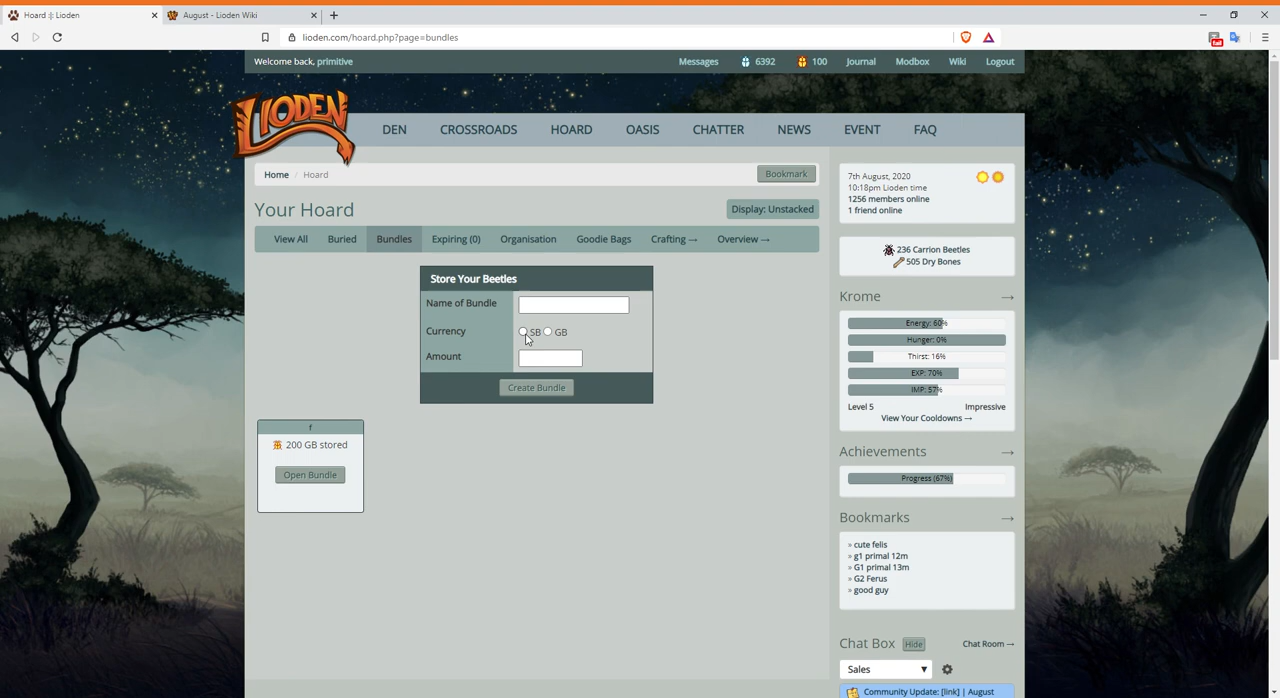 Hoard :|: Lioden
August - Lioden Wiki
lioden.com/hoard.php?page=bundles
Welcome back, primitive
Messages 6392 100 Journal Modbox Wiki Logout
LIODEN
DEN CROSSROADS HOARD OASIS CHATTER NEWS EVENT FAQ
Home / Hoard
Bookmark
Your Hoard
Display: Unstacked
View All Buried Bundles Expiring (0) Organisation Goodie Bags Crafting → Overview →
Store Your Beetles
Name of Bundle
Currency SB GB
Amount
Create Bundle
f
200 GB stored
Open Bundle
7th August, 2020
10:18pm Lioden time
1256 members online
1 friend online
236 Carrion Beetles
505 Dry Bones
Krome →
Energy: 60%
Hunger: 0%
Thirst: 16%
EXP: 70%
IMP: 57%
Level 5 Impressive
View Your Cooldowns →
Achievements →
Progress (67%)
Bookmarks →
» cute felis
» g1 primal 12m
» G1 primal 13m
» G2 Ferus
» good guy
Chat Box Hide Chat Room →
Sales
Community Update: [link] | August